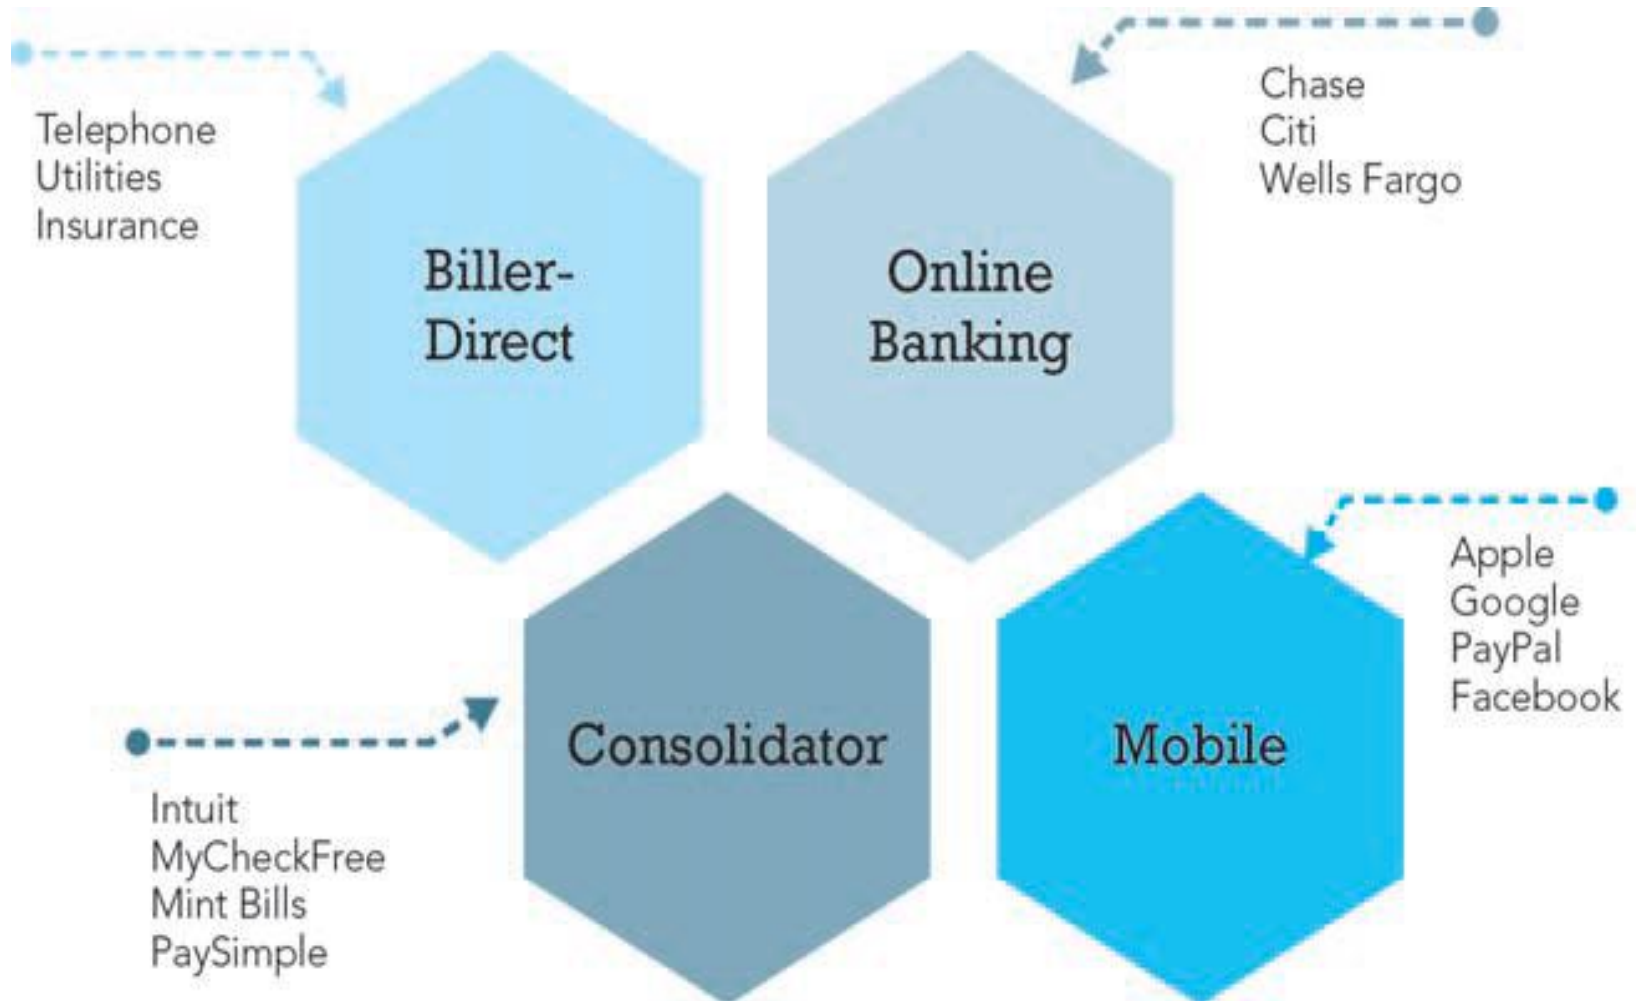 Telephone
Utilities
Insurance
Biller-
Direct
Online
Banking
Chase
Citi
Wells Fargo
Consolidator
Intuit
MyCheckFree
Mint Bills
PaySimple
Mobile
Apple
Google
PayPal
Facebook